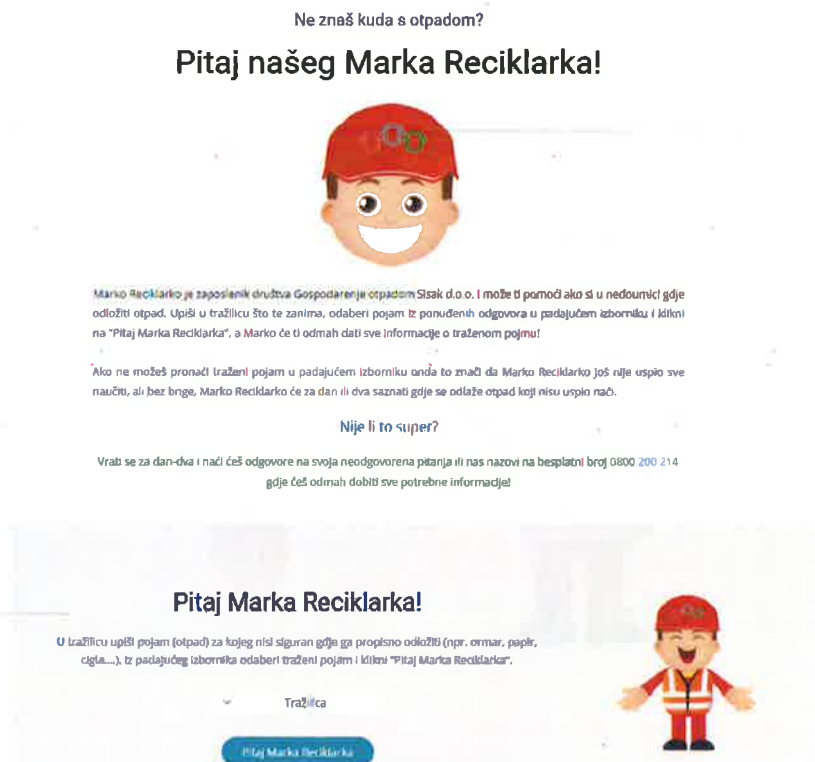 Ne znaš kuda s otpadom?
Pitaj našeg Marka Reciklarka!
Marko Reciklarko je zaposlenik društva Gospodarenje otpadom Sisak d.o.o. i može ti pomoći ako si u nedoumici gdje
odložiti otpad. Upiši u tražilicu što te zanima, odaberi pojam iz ponuđenih odgovora u padajućem izborniku i klikni
na "Pitaj Marka Reciklarka", a Marko će ti odmah dati sve informacije o traženom pojmu!
Ako ne možeš pronaći traženi pojam u padajućem izborniku onda to znači da Marko Reciklarko još nije uspio sve
naučiti, ali bez brige, Marko Reciklarko će za dan ili dva saznati gdje se odlaže otpad koji nisu uspio naći.
Nije li to super?
Vrati se za dan-dva i naći ćeš odgovore na svoja neodgovorena pitanja ili nas nazovi na besplatni broj 0800 200 214
gdje ćeš odmah dobiti sve potrebne informacije!
Pitaj Marka Reciklarka!
U tražilicu upiši pojam (otpad) za kojeg nisi siguran gdje ga propisno odložiti (npr. ormar, papir,
cigla....), iz padajućeg izbornika odaberi traženi pojam i klikni "Pitaj Marka Reciklarka".
Tražilica
Pitaj Marka Reciklarka